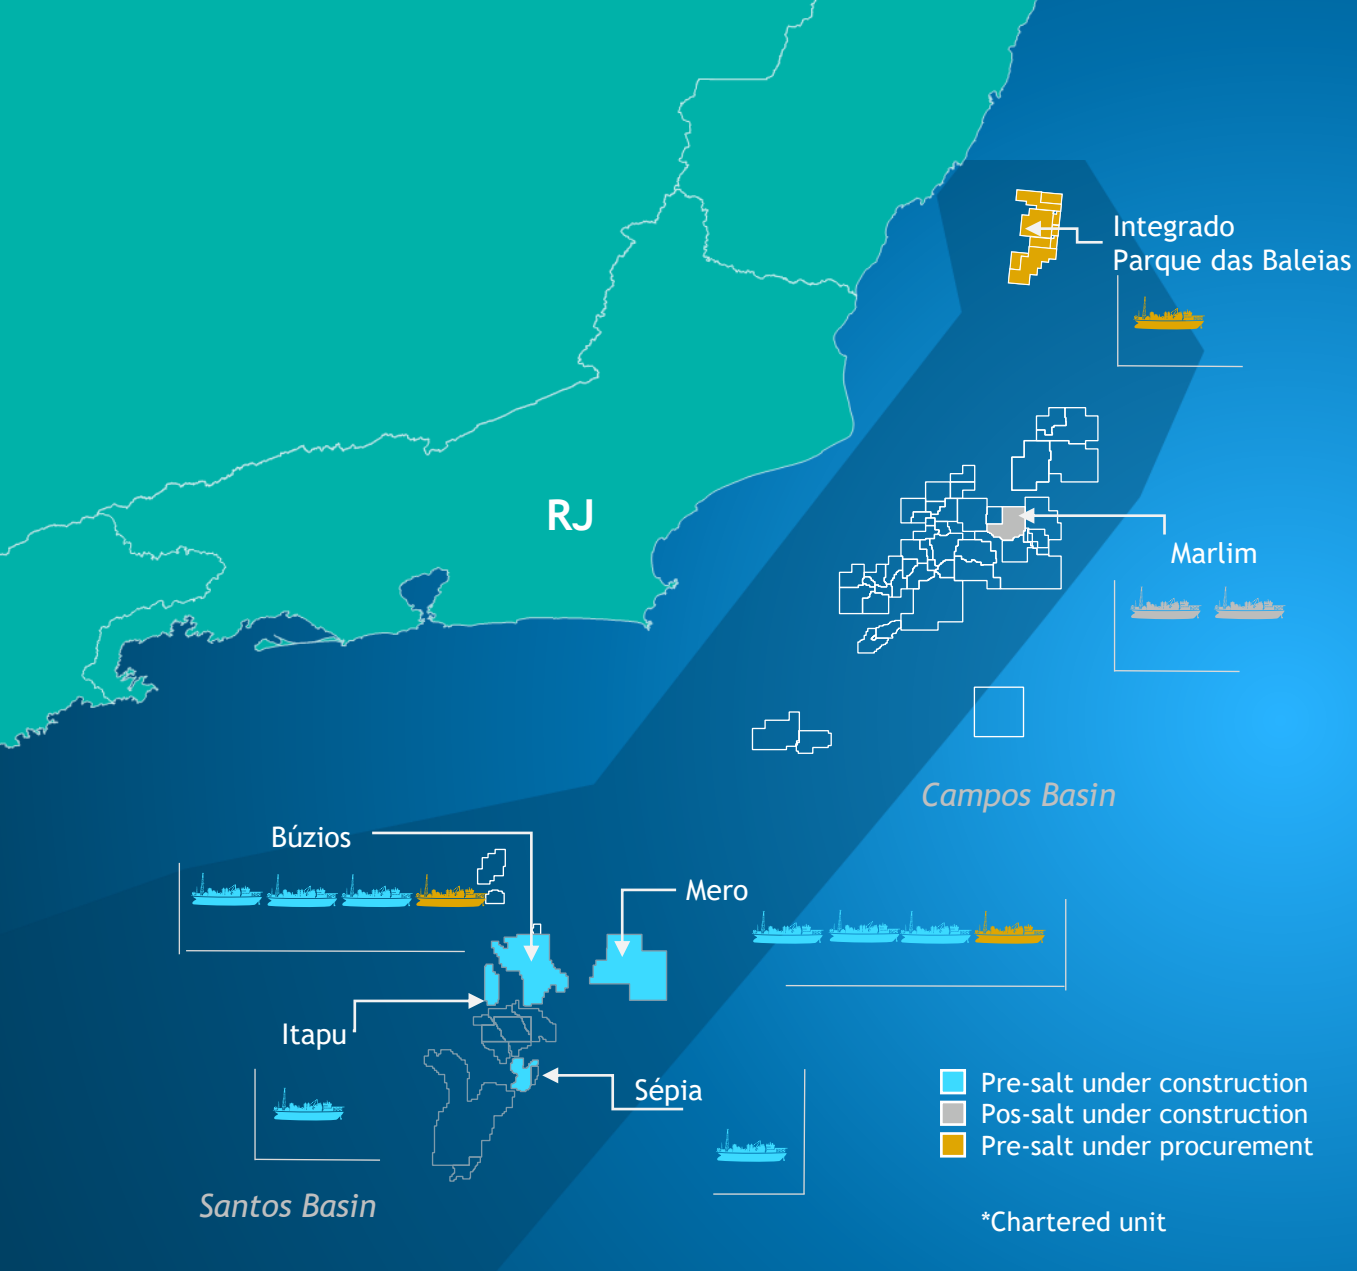 Integrado
Parque das Baleias
RJ
Marlim
Campos Basin
Búzios
Mero
Itapu
Sépia
Pre-salt under construction
Pos-salt under construction
Pre-salt under procurement
Santos Basin
*Chartered unit